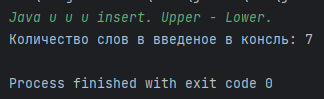 Java и и и insert. Upper - Lower.
Количество слов в введеное в консль: 7
Process finished with exit code 0